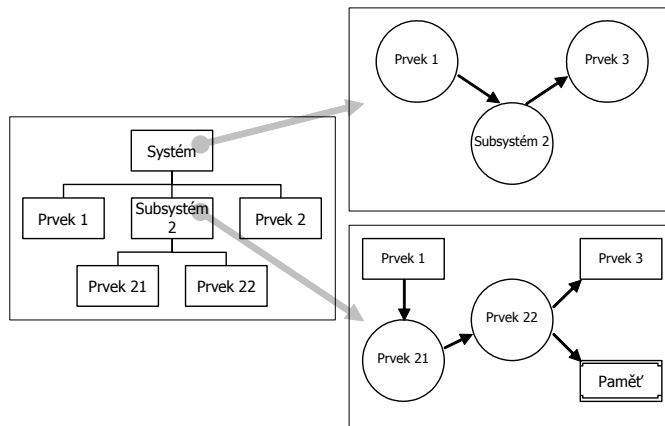 Systém
Prvek 1
Subsystém
2
Prvek 2
Prvek 21
Prvek 22
Prvek 1
Prvek 3
Subsystém 2
Prvek 1
Prvek 3
Prvek 22
Prvek 21
Paměť